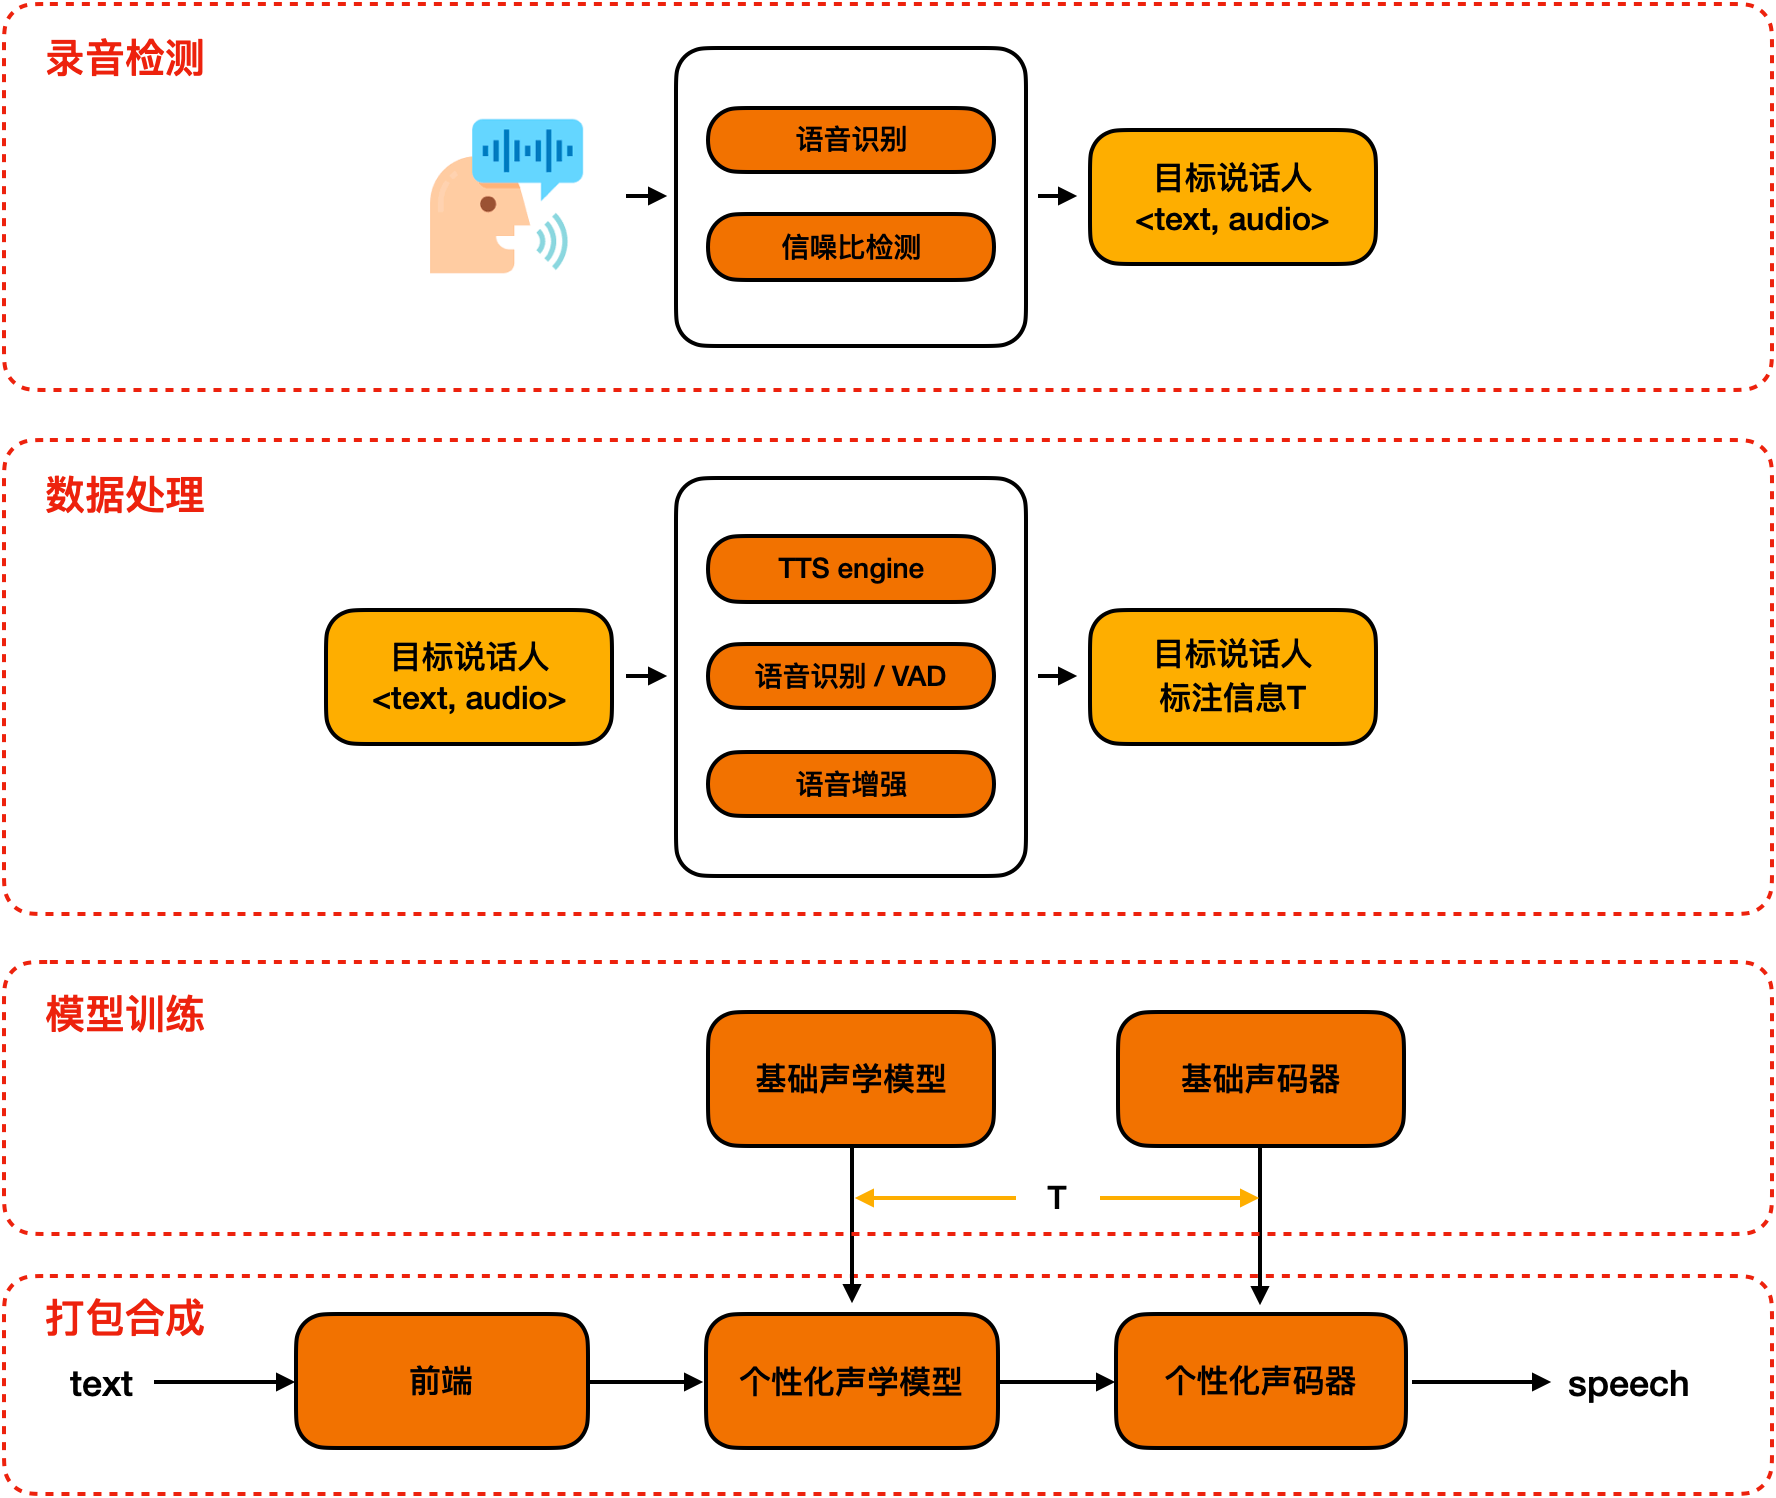 录音检测
语音识别
信噪比检测
目标说话人
<text, audio>
数据处理
目标说话人
<text, audio>
TTS engine
语音识别 / VAD
语音增强
目标说话人
标注信息T
模型训练
基础声学模型
基础声码器
T
打包合成
text
前端
个性化声学模型
个性化声码器
speech